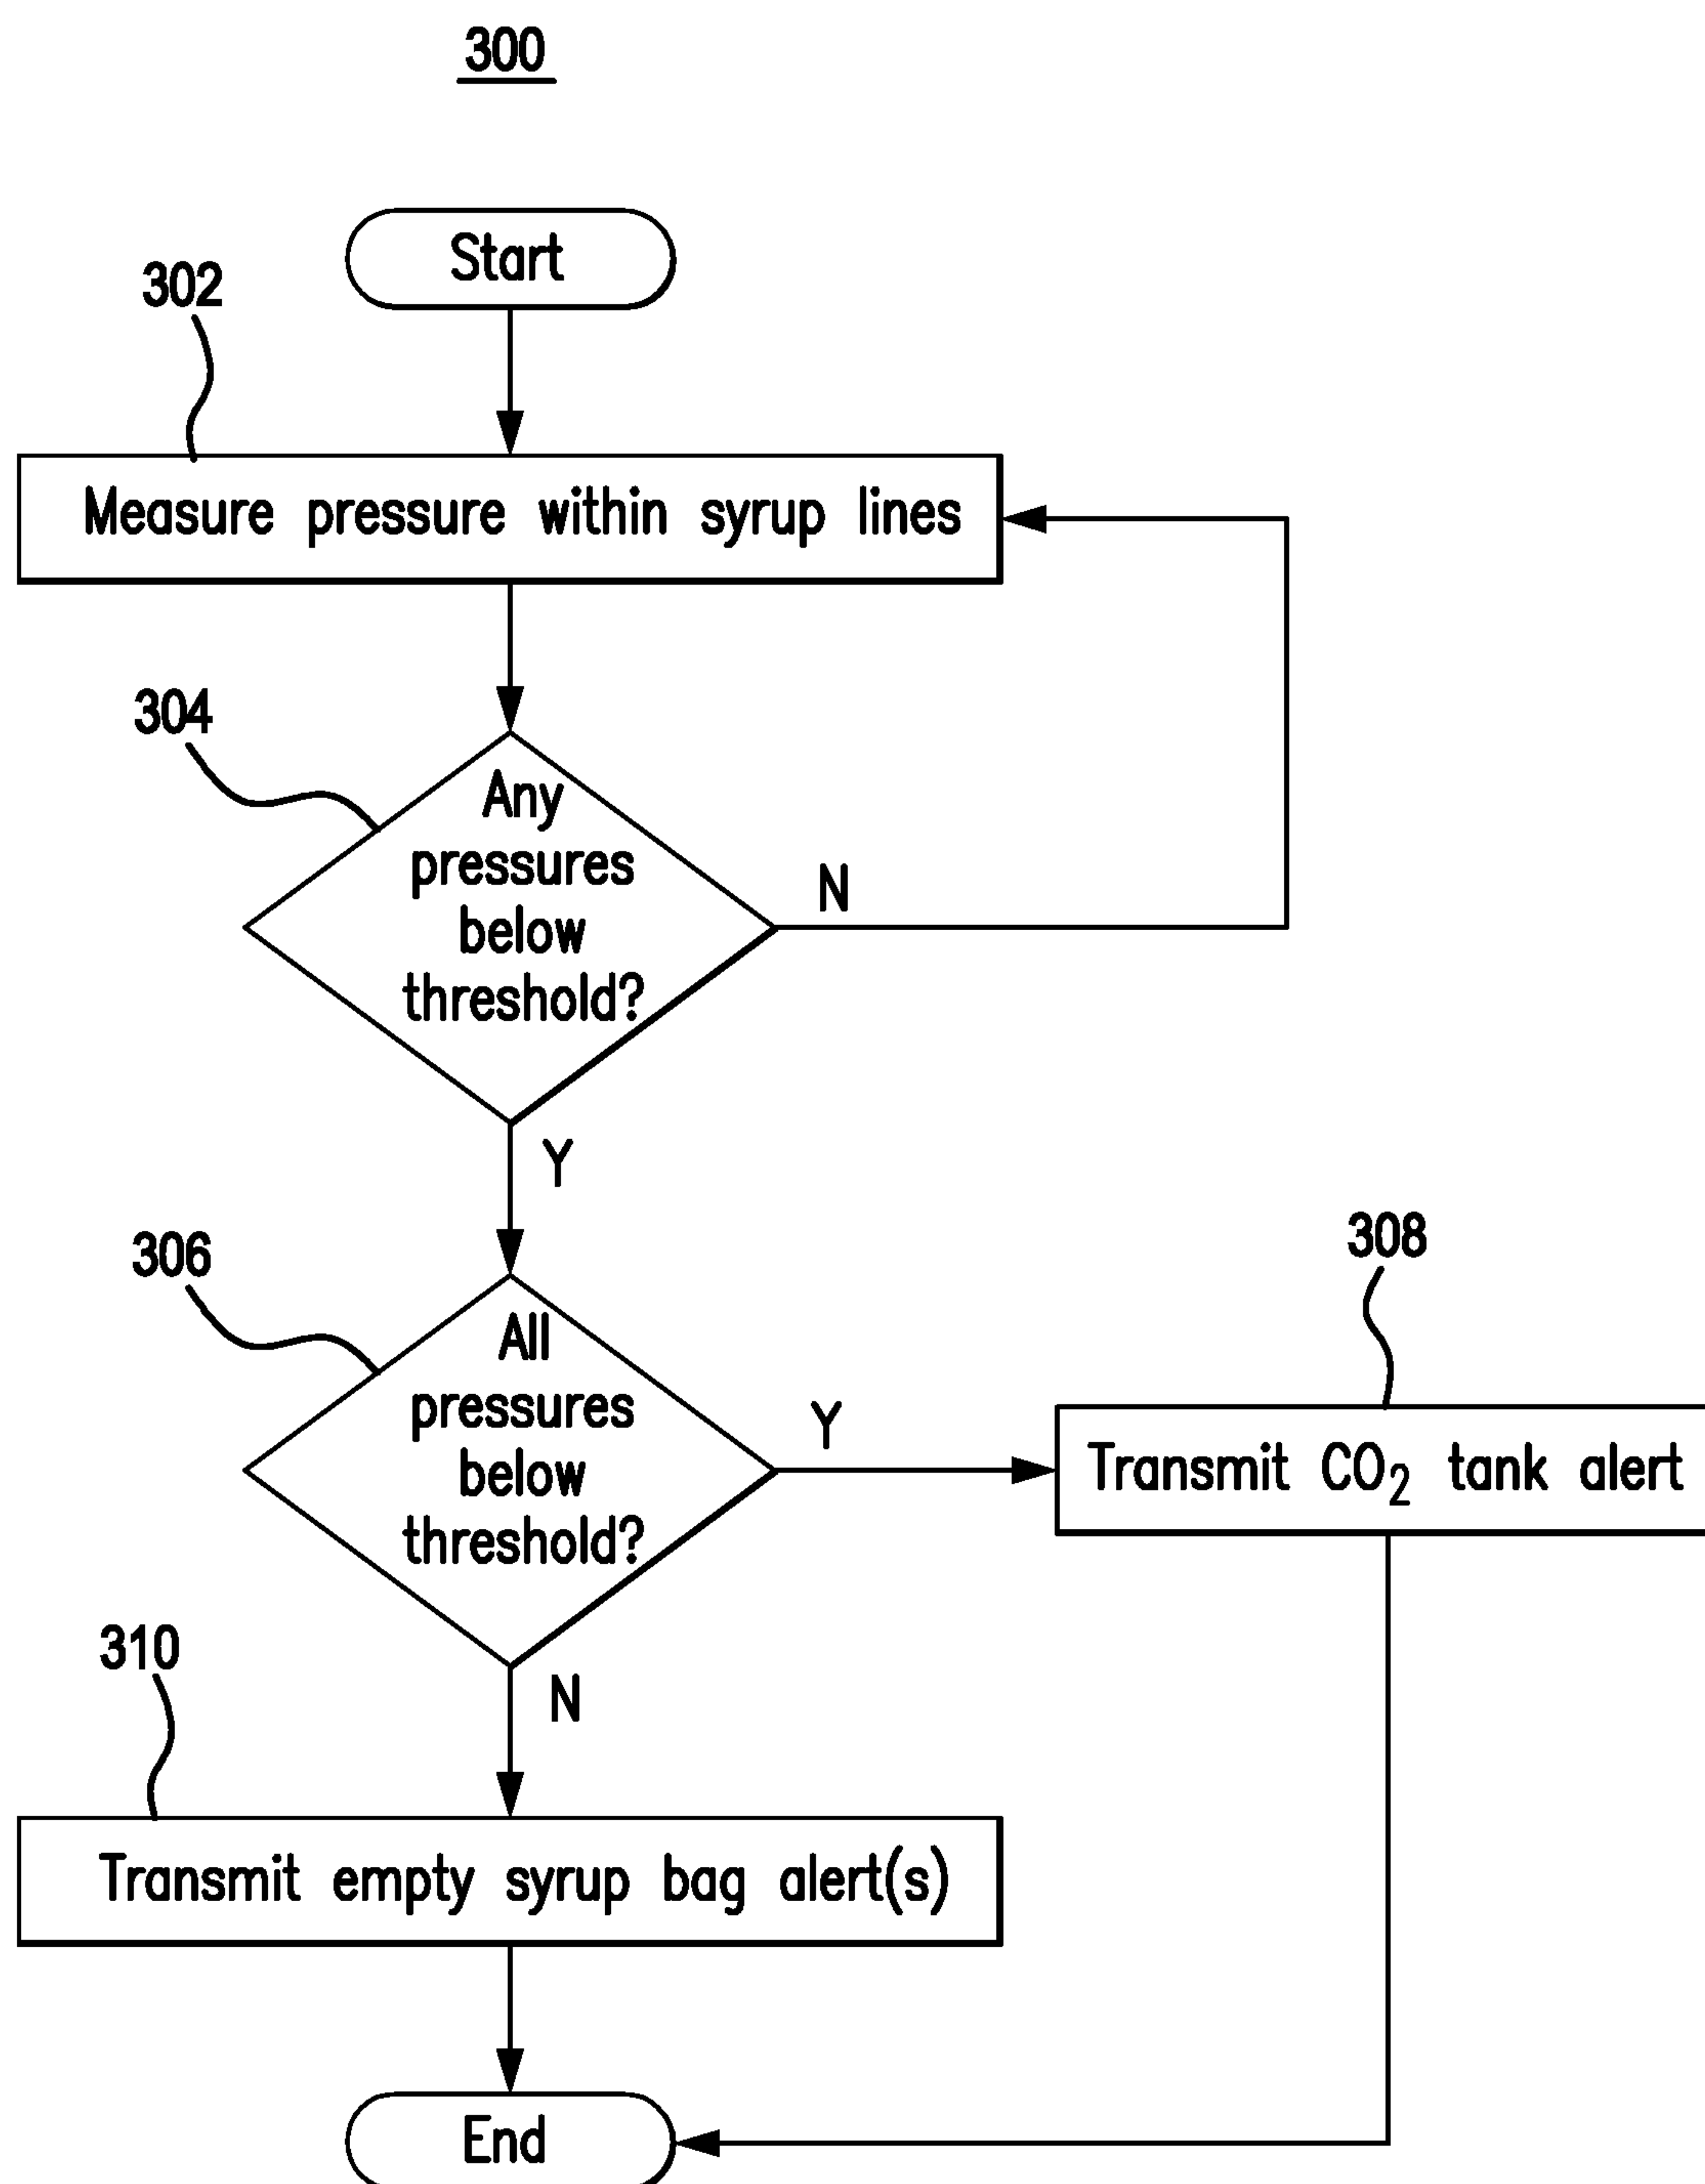 300
Start
302
Measure pressure within syrup lines
304
Any
pressures
below
threshold?
N
Y
306
All
pressures
below
threshold?
Y
308
Transmit CO₂ tank alert
N
310
Transmit empty syrup bag alert(s)
End